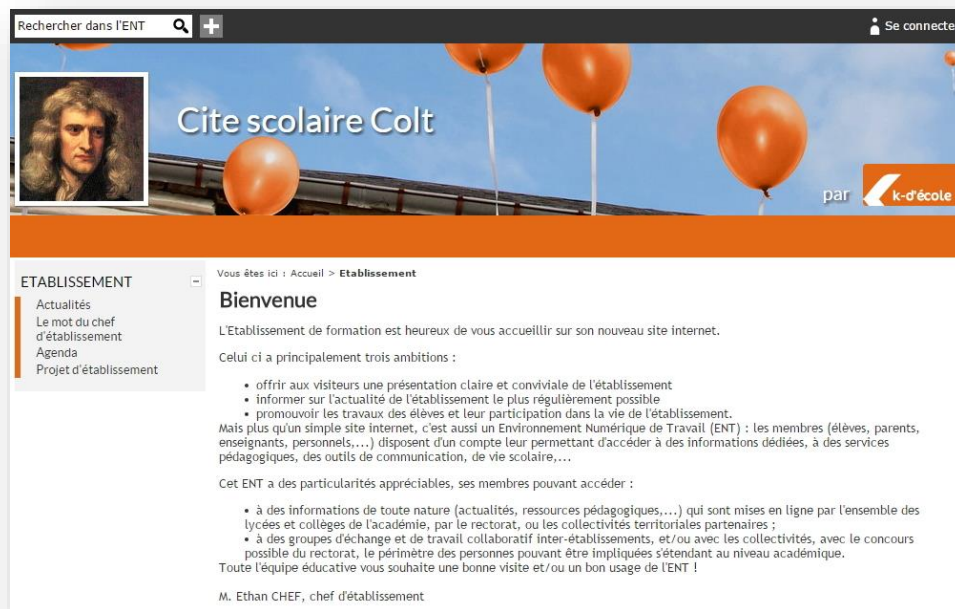 Rechercher dans l'ENT
Se connecte
Cite scolaire Colt
par k-d'école
Vous êtes ici : Accueil > Etablissement
ETABLISSEMENT
Actualités
Le mot du chef
d'établissement
Agenda
Projet d'établissement
Bienvenue
L'Etablissement de formation est heureux de vous accueillir sur son nouveau site internet.
Celui ci a principalement trois ambitions :
• offrir aux visiteurs une présentation claire et conviviale de l'établissement
• informer sur l'actualité de l'établissement le plus régulièrement possible
• promouvoir les travaux des élèves et leur participation dans la vie de l'établissement.
Mais plus qu'un simple site internet, c'est aussi un Environnement Numérique de Travail (ENT) : les membres (élèves, parents,
enseignants, personnels,...) disposent d'un compte leur permettant d'accéder à des informations dédiées, à des services
pédagogiques, des outils de communication, de vie scolaire,...
Cet ENT a des particularités appréciables, ses membres pouvant accéder :
• à des informations de toute nature (actualités, ressources pédagogiques,...) qui sont mises en ligne par l'ensemble des
lycées et collèges de l'académie, par le rectorat, ou les collectivités territoriales partenaires ;
• à des groupes d'échange et de travail collaboratif inter-établissements, et/ou avec les collectivités, avec le concours
possible du rectorat, le périmètre des personnes pouvant être impliquées s'étendant au niveau académique.
Toute l'équipe éducative vous souhaite une bonne visite et/ou un bon usage de l'ENT !
M. Ethan CHEF, chef d'établissement